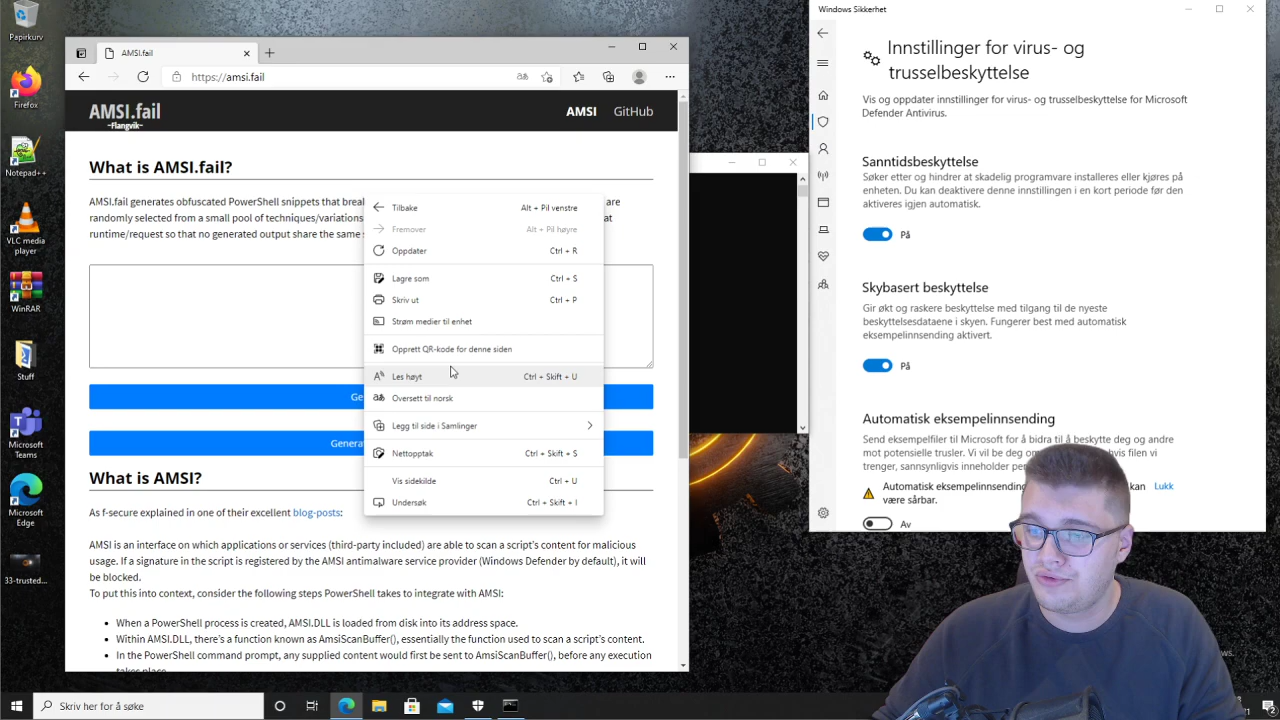 Papirkurv
Firefox
Notepad++
VLC media
player
WinRAR
Stuff
Microsoft
Teams
Microsoft
Edge
33-trusted...
AMSI.fail
https://amsi.fail
AMSI.fail
~Flangvik~
AMSI
GitHub
What is AMSI.fail?
AMSI.fail generates obfuscated PowerShell snippets that break
are
randomly selected from a small pool of techniques/variations
at
runtime/request so that no generated output share the same
Tilbake Alt + Pil venstre
Fremover Alt + Pil høyre
Oppdater Ctrl + R
Lagre som Ctrl + S
Skriv ut Ctrl + P
Strøm medier til enhet
Opprett QR-kode for denne siden
Les høyt Ctrl + Skift + U
Oversett til norsk
Legg til side i Samlinger
Nettopptak Ctrl + Skift + S
Vis sidekilde Ctrl + U
Undersøk Ctrl + Skift + I
What is AMSI?
As f-secure explained in one of their excellent blog-posts:
AMSI is an interface on which applications or services (third-party included) are able to scan a script's content for malicious
usage. If a signature in the script is registered by the AMSI antimalware service provider (Windows Defender by default), it will
be blocked.
To put this into context, consider the following steps PowerShell takes to integrate with AMSI:
• When a PowerShell process is created, AMSI.DLL is loaded from disk into its address space.
• Within AMSI.DLL, there's a function known as AmsiScanBuffer(), essentially the function used to scan a script's content.
• In the PowerShell command prompt, any supplied content would first be sent to AmsiScanBuffer(), before any execution
takes place.
Windows Sikkerhet
Innstillinger for virus- og
trusselbeskyttelse
Vis og oppdater innstillinger for virus- og trusselbeskyttelse for Microsoft
Defender Antivirus.
Sanntidsbeskyttelse
Søker etter og hindrer at skadelig programvare installeres eller kjøres på
enheten. Du kan deaktivere denne innstillingen i en kort periode før den
aktiveres igjen automatisk.
På
Skybasert beskyttelse
Gir økt og raskere beskyttelse med tilgang til de nyeste
beskyttelsesdataene i skyen. Fungerer best med automatisk
eksempelinnsending aktivert.
På
Automatisk eksempelinnsending
Send eksempelfiler til Microsoft for å bidra til å beskytte deg og andre
mot potensielle trusler. Vi vil be deg om
hvis filen vi
trenger, sannsynligvis inneholder
Automatisk eksempelinnsending
kan Lukk
være sårbar.
Av
Skriv her for å søke